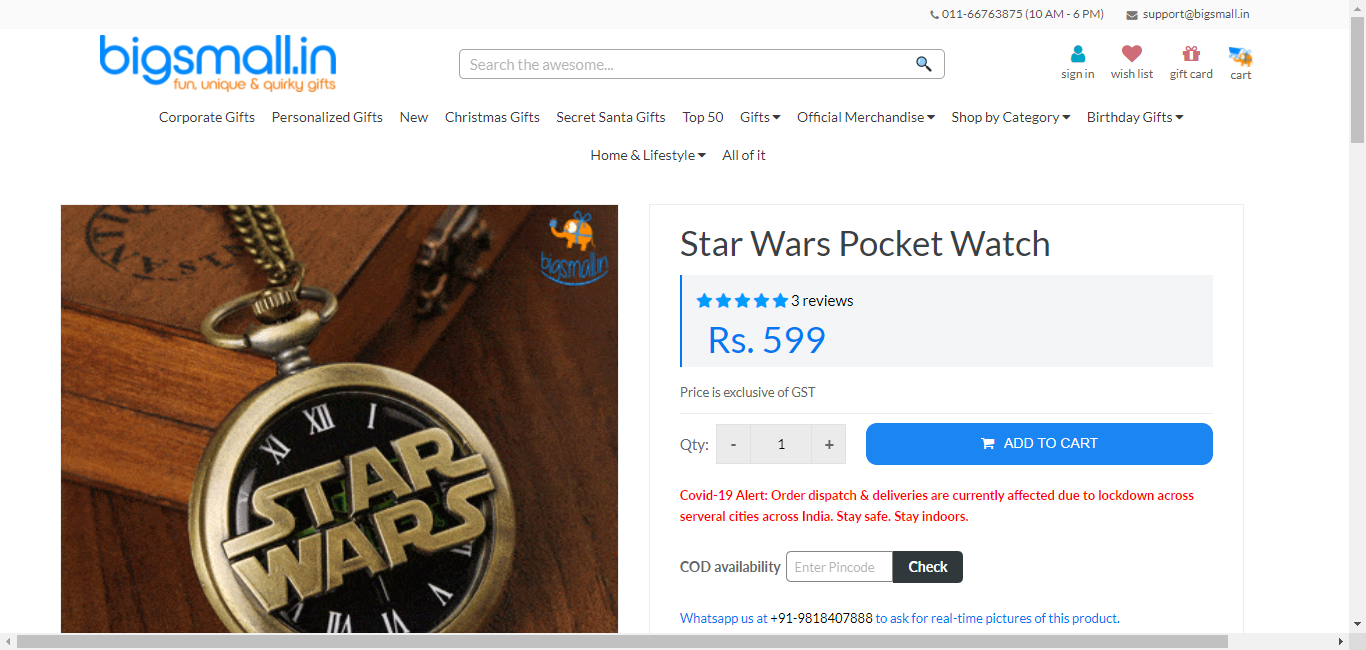 011-66763875 (10 AM - 6 PM) support@bigsmall.in
bigsmall.in
fun, unique & quirky gifts
Search the awesome...
sign in wish list gift card cart
Corporate Gifts Personalized Gifts New Christmas Gifts Secret Santa Gifts Top 50 Gifts Official Merchandise Shop by Category Birthday Gifts
Home & Lifestyle All of it
bigsmall.in
XII I
XI
STAR
WARS
Star Wars Pocket Watch
3 reviews
Rs. 599
Price is exclusive of GST
Qty: - 1 + ADD TO CART
Covid-19 Alert: Order dispatch & deliveries are currently affected due to lockdown across
serveral cities across India. Stay safe. Stay indoors.
COD availability Enter Pincode Check
Whatsapp us at +91-9818407888 to ask for real-time pictures of this product.